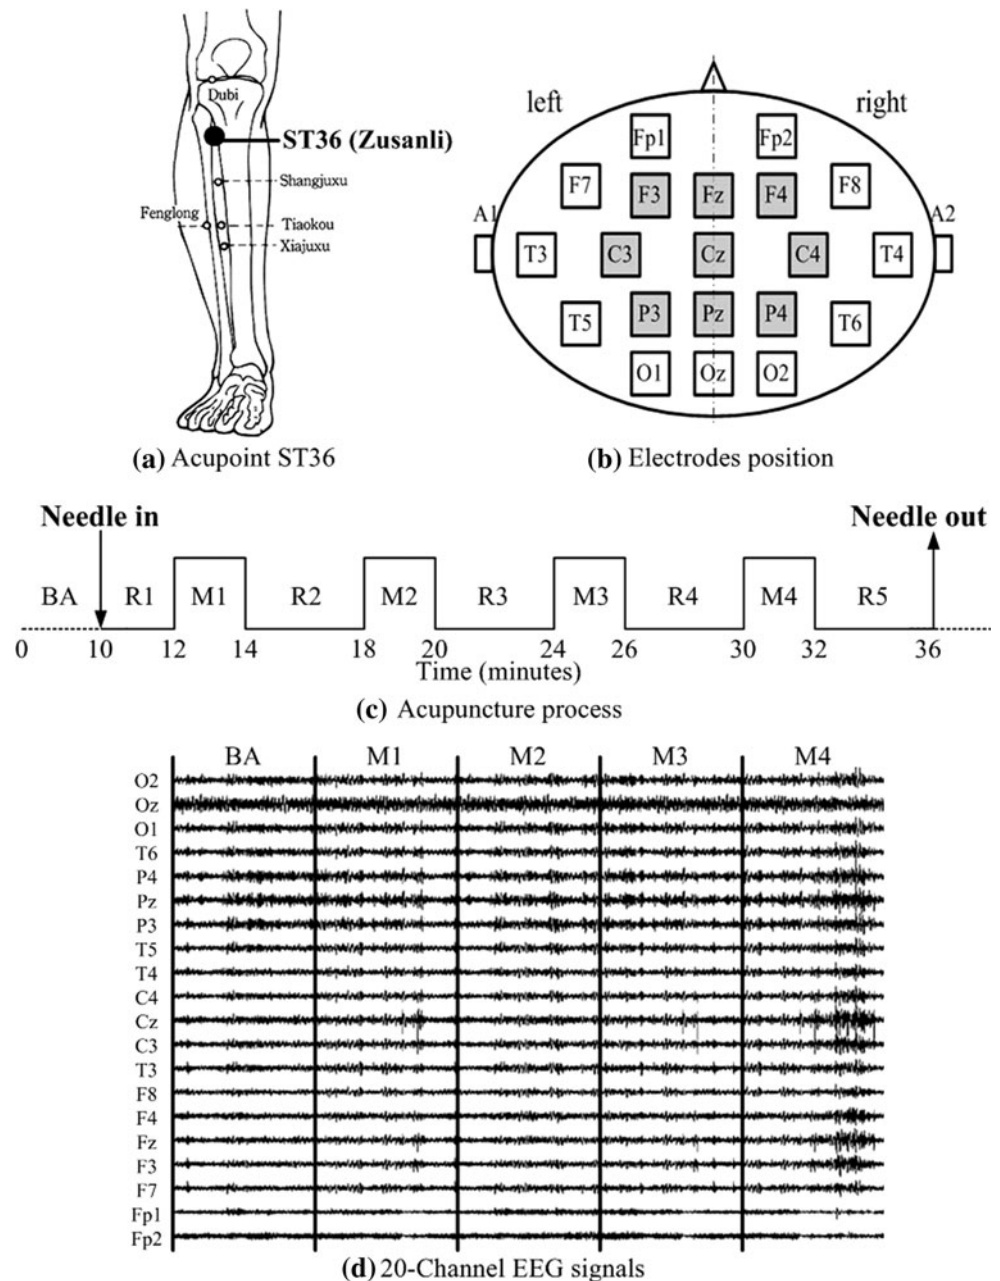 Dubi
ST36 (Zusanli)
Shangjuxu
Fenglong
Tiaokou
Xiajuxu
(a) Acupoint ST36
left
right
Fp1 Fp2
F7 F3 Fz F4 F8
A1 A2
T3 C3 Cz C4 T4
T5 P3 Pz P4 T6
O1 Oz O2
(b) Electrodes position
Needle in
Needle out
BA R1 M1 R2 M2 R3 M3 R4 M4 R5
0 10 12 14 18 20 24 26 30 32 36
Time (minutes)
(c) Acupuncture process
BA M1 M2 M3 M4
O2
Oz
O1
T6
P4
Pz
P3
T5
T4
C4
Cz
C3
T3
F8
F4
Fz
F3
F7
Fp1
Fp2
(d) 20-Channel EEG signals